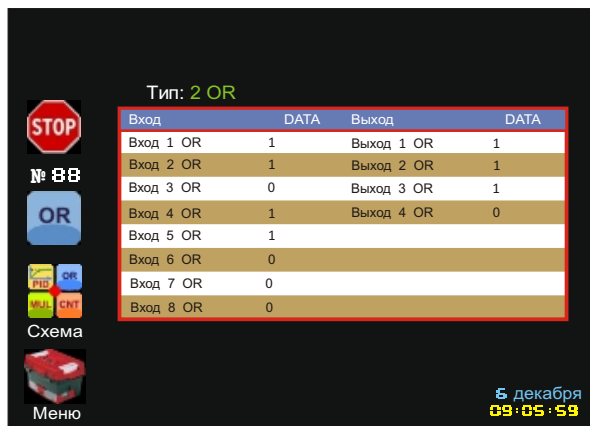 Тип: 2 OR
STOP
№ 88
OR
PID OR
MUL CNT
Схема
Меню
Вход DATA Выход DATA
Вход 1 OR 1 Выход 1 OR 1
Вход 2 OR 1 Выход 2 OR 1
Вход 3 OR 0 Выход 3 OR 1
Вход 4 OR 1 Выход 4 OR 0
Вход 5 OR 1
Вход 6 OR 0
Вход 7 OR 0
Вход 8 OR 0
6 декабря
09:05:59